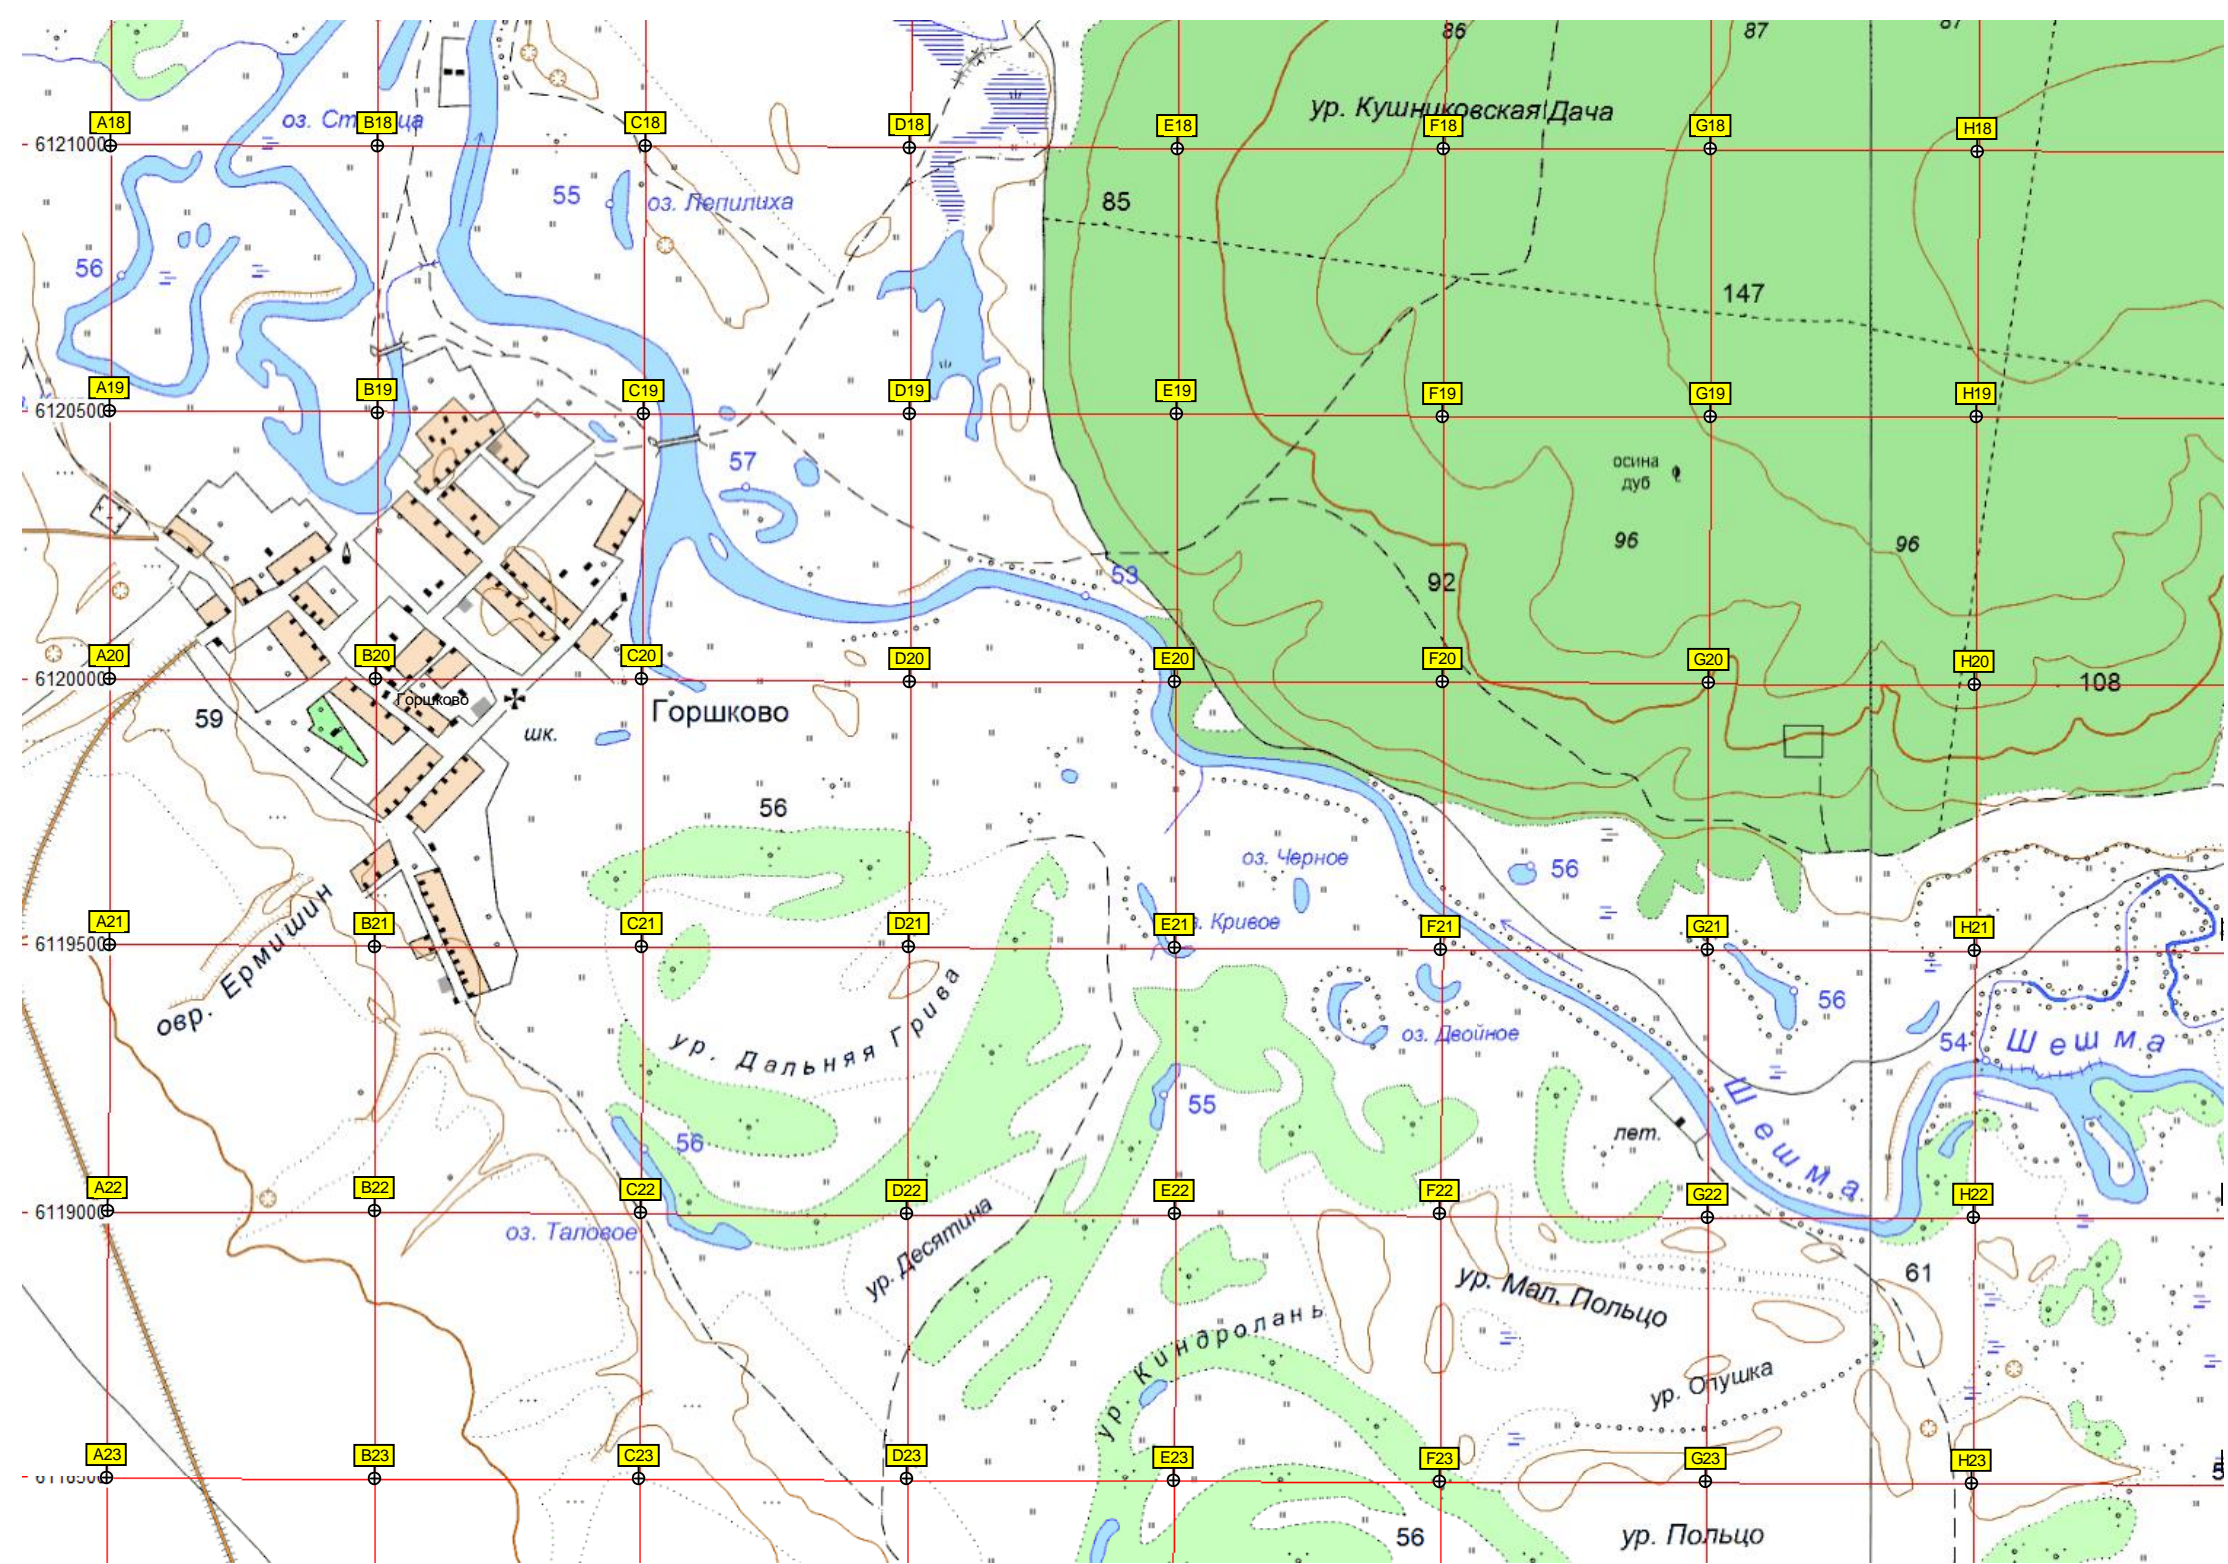 86
87
87
ур. Кушниковская Дача
A18
B18
C18
D18
E18
F18
G18
H18
6121000
55
оз. Лепилиха
85
56
147
A19
B19
C19
D19
E19
F19
G19
H19
6120500
57
осина
дуб
96
96
53
92
A20
B20
C20
D20
E20
F20
G20
H20
6120000
108
Горшково
59
Горшково
шк.
56
оз. Черное
56
овр. Ермишин
A21
B21
C21
D21
E21
F21
G21
H21
6119500
Кривое
ур. Дальняя Грива
56
оз. Двойное
54
Шешма
55
Шешма
лет.
56
A22
B22
C22
D22
E22
F22
G22
H22
6119000
оз. Таловое
ур. Десятина
61
ур. Мал. Польцо
ур. Киндролань
ур. Опушка
A23
B23
C23
D23
E23
F23
G23
H23
56
ур. Польцо